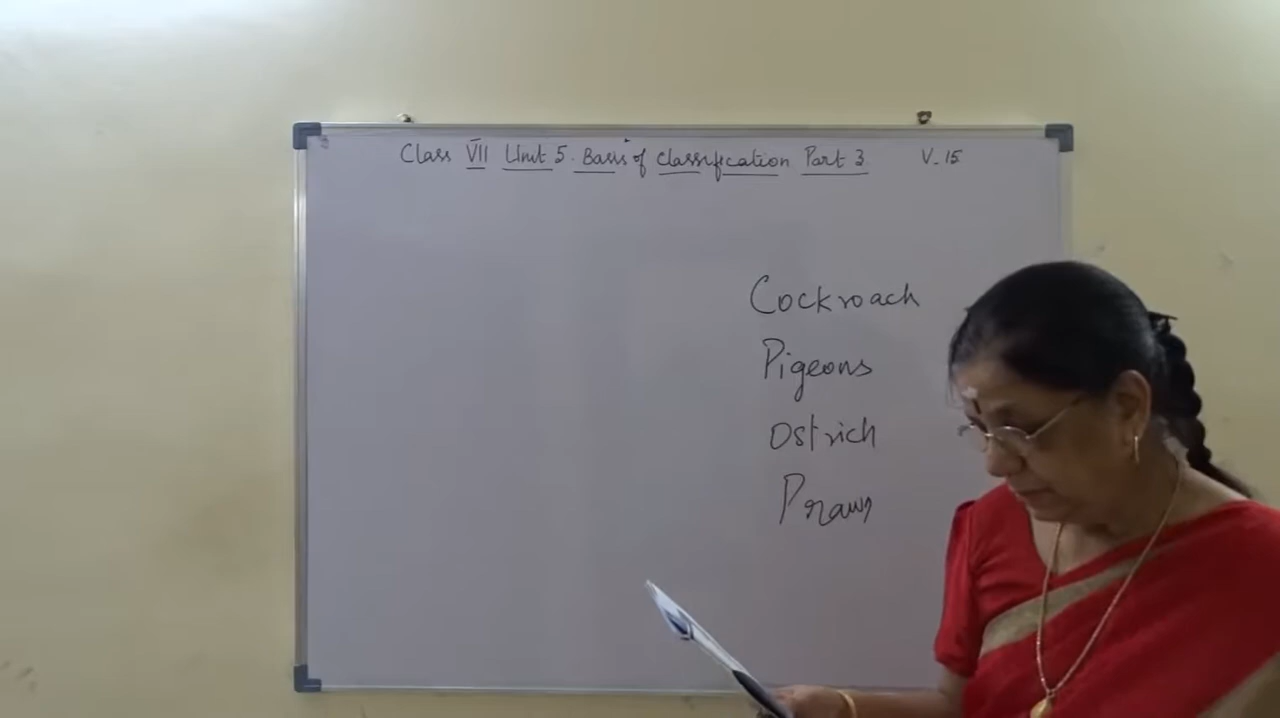 Class VII Unit 5. Basis of Classification Part 3 V-15
Cockroach
Pigeons
Ostrich
Prawn